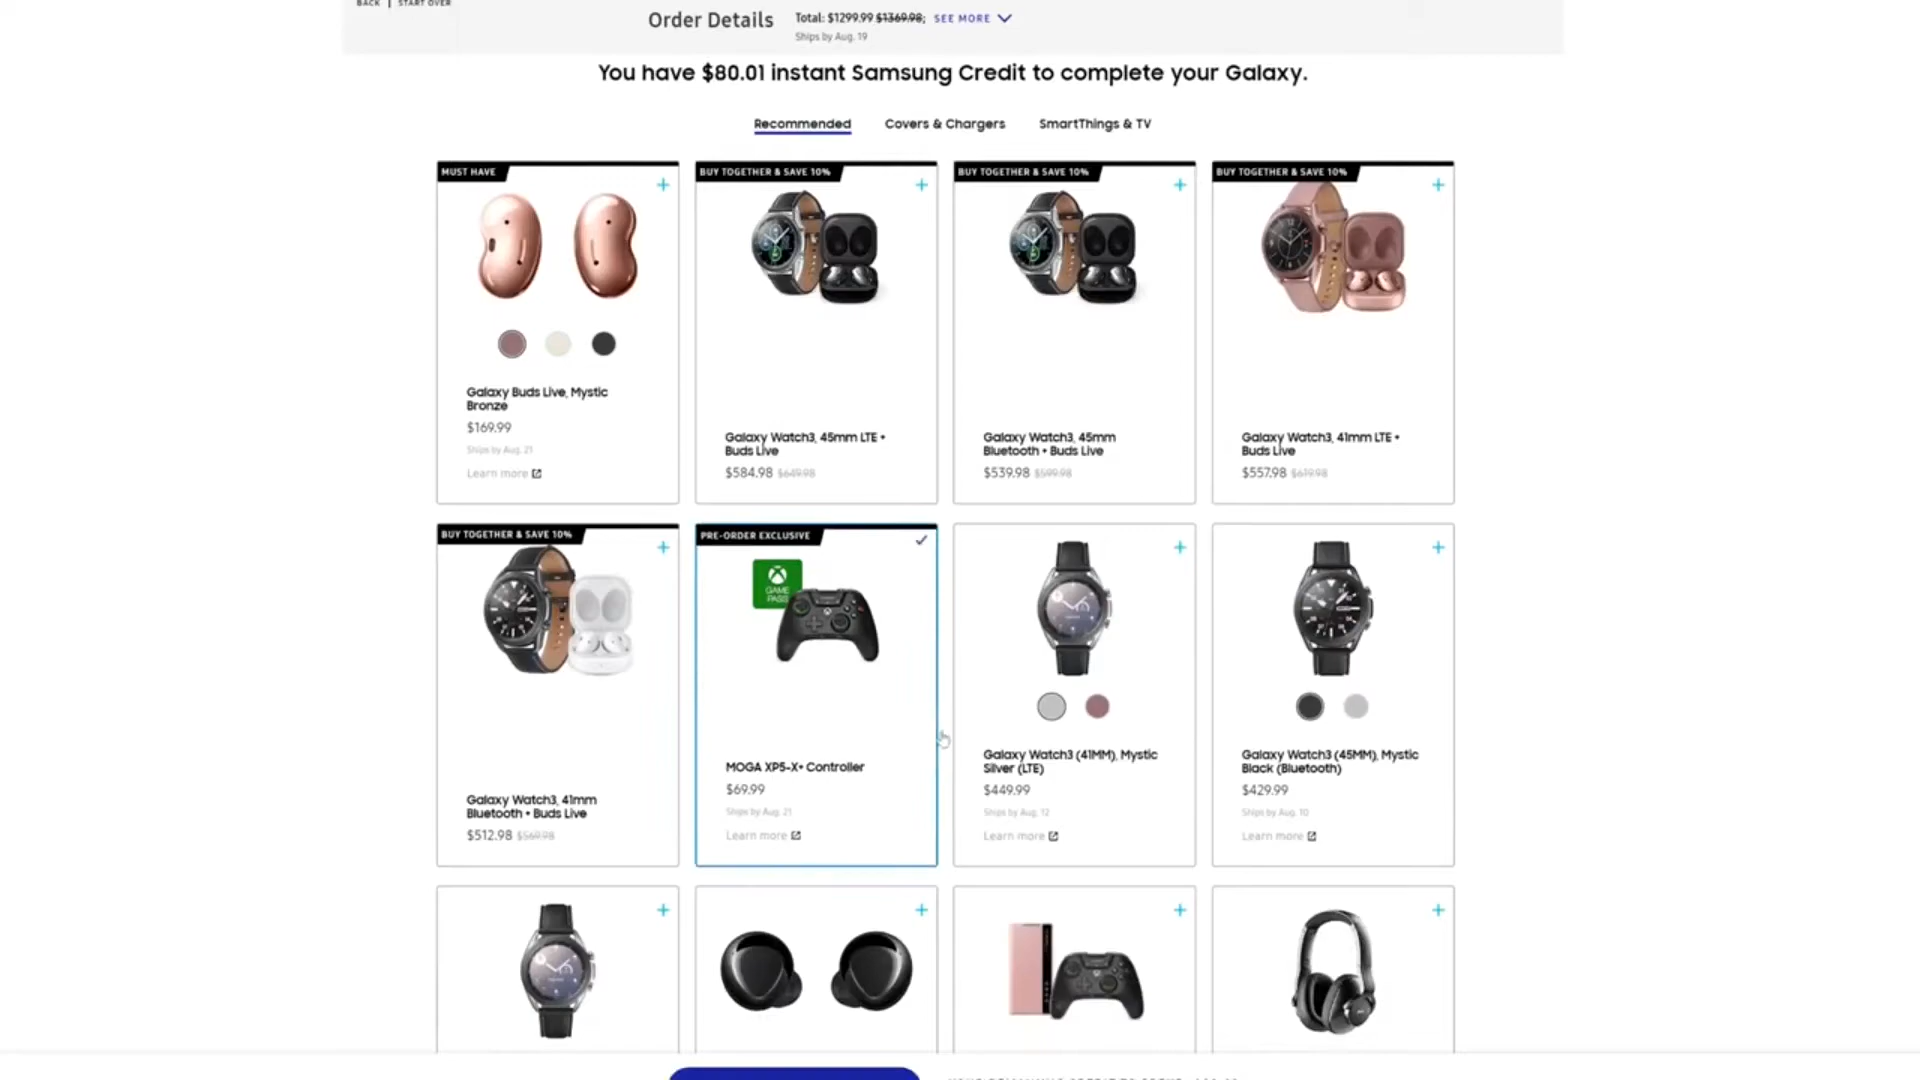 BACK | START OVER
Order Details
Total: $1299.99 $1369.98; SEE MORE
Ships by Aug. 19
You have $80.01 instant Samsung Credit to complete your Galaxy.
Recommended
Covers & Chargers
SmartThings & TV
MUST HAVE
Galaxy Buds Live, Mystic
Bronze
$169.99
Ships by Aug. 21
Learn more
BUY TOGETHER & SAVE 10%
Galaxy Watch3, 45mm LTE +
Buds Live
$584.98 $649.98
BUY TOGETHER & SAVE 10%
Galaxy Watch3, 45mm
Bluetooth + Buds Live
$539.98 $599.98
BUY TOGETHER & SAVE 10%
Galaxy Watch3, 41mm LTE +
Buds Live
$557.98 $619.98
BUY TOGETHER & SAVE 10%
Galaxy Watch3, 41mm
Bluetooth + Buds Live
$512.98 $569.98
PRE-ORDER EXCLUSIVE
GAME
PASS
MOGA XP5-X+ Controller
$69.99
Ships by Aug. 21
Learn more
Galaxy Watch3 (41MM), Mystic
Silver (LTE)
$449.99
Ships by Aug. 12
Learn more
Galaxy Watch3 (45MM), Mystic
Black (Bluetooth)
$429.99
Ships by Aug. 10
Learn more